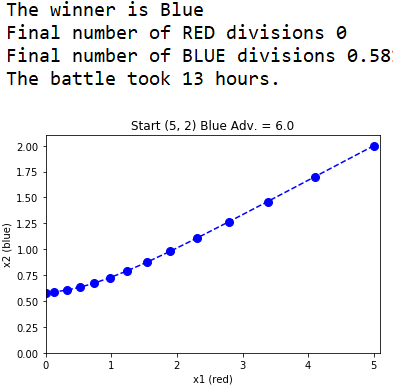 The winner is Blue
Final number of RED divisions 0
Final number of BLUE divisions 0.58
The battle took 13 hours.
Start (5, 2) Blue Adv. = 6.0
2.00
1.75
1.50
1.25
1.00
0.75
0.50
0.25
0.00
x2 (blue)
0 1 2 3 4 5
x1 (red)